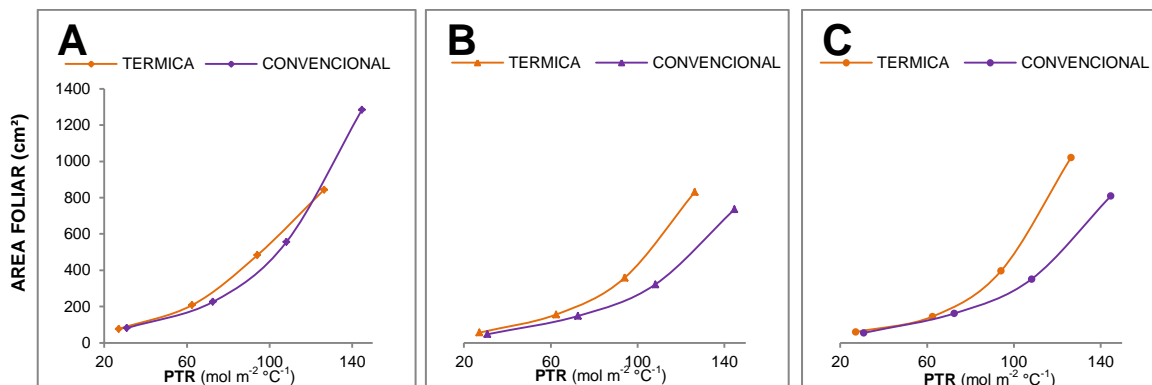 A
TERMICA CONVENCIONAL
AREA FOLIAR (cm²)
1400
1200
1000
800
600
400
200
0
20 60 100 140
PTR (mol m⁻² °C⁻¹)
B
TERMICA CONVENCIONAL
20 60 100 140
PTR (mol m⁻² °C⁻¹)
C
TERMICA CONVENCIONAL
20 60 100 140
PTR (mol m⁻² °C⁻¹)